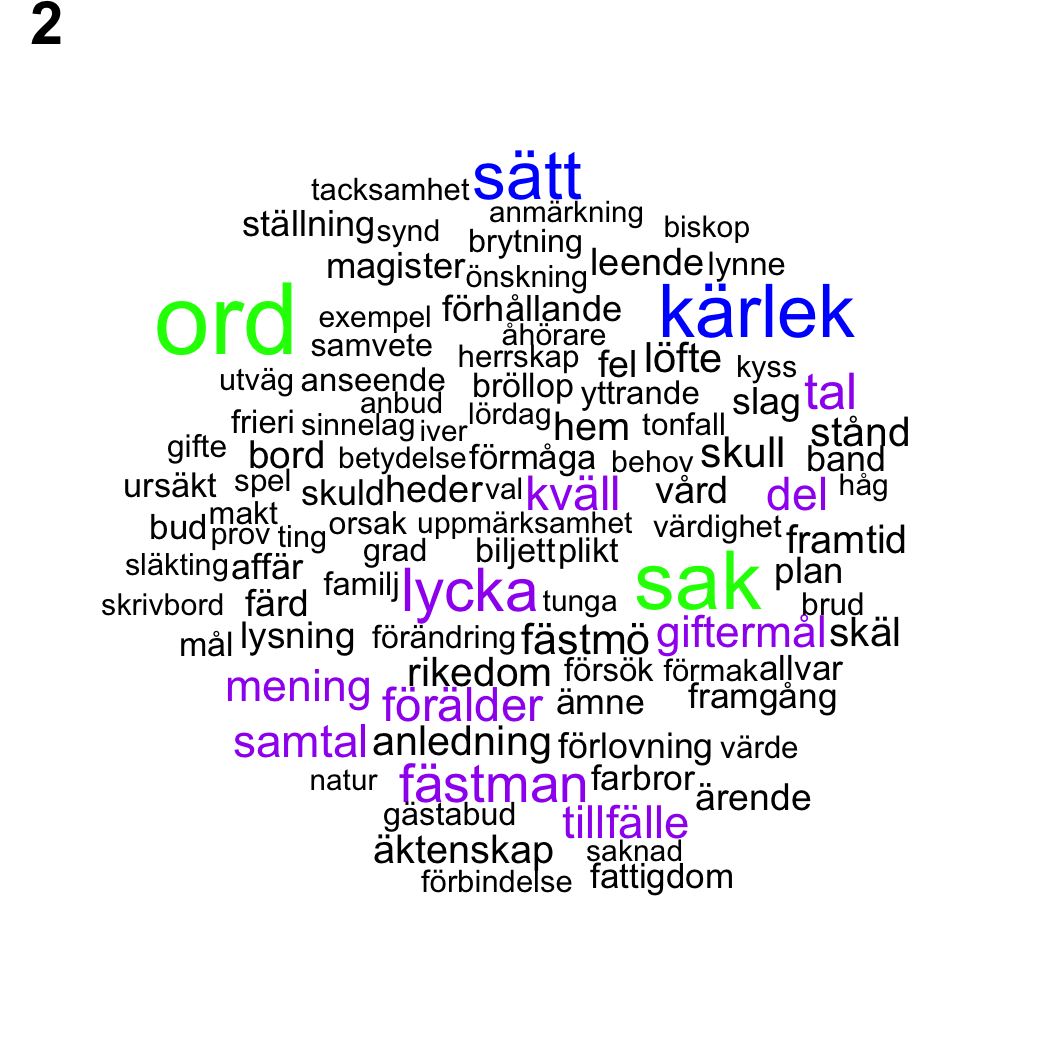 2
sätt
tacksamhet
anmärkning
ställning synd biskop
brytning
magister önskning leende lynne
ord exempel förhållande kärlek
samvete åhörare
herrskap fel löfte kyss
utväg anseende bröllop yttrande slag tal
anbud
frieri sinnelag iver lördag hem tonfall stånd
gifte bord betydelse förmåga behov skull band
ursäkt spel skuld heder val kväll vård del håg
bud makt
prov ting orsak uppmärksamhet värdighet framtid
grad biljett plikt
släkting affär familj lycka tunga sak plan
skrivbord färd brud
mål lysning förändring fästmö giftermål skäl
rikedom försök förmak allvar
mening förälder ämne framgång
samtal anledning förlovning värde
natur fästman farbror ärende
gästabud tillfälle
äktenskap saknad
förbindelse fattigdom